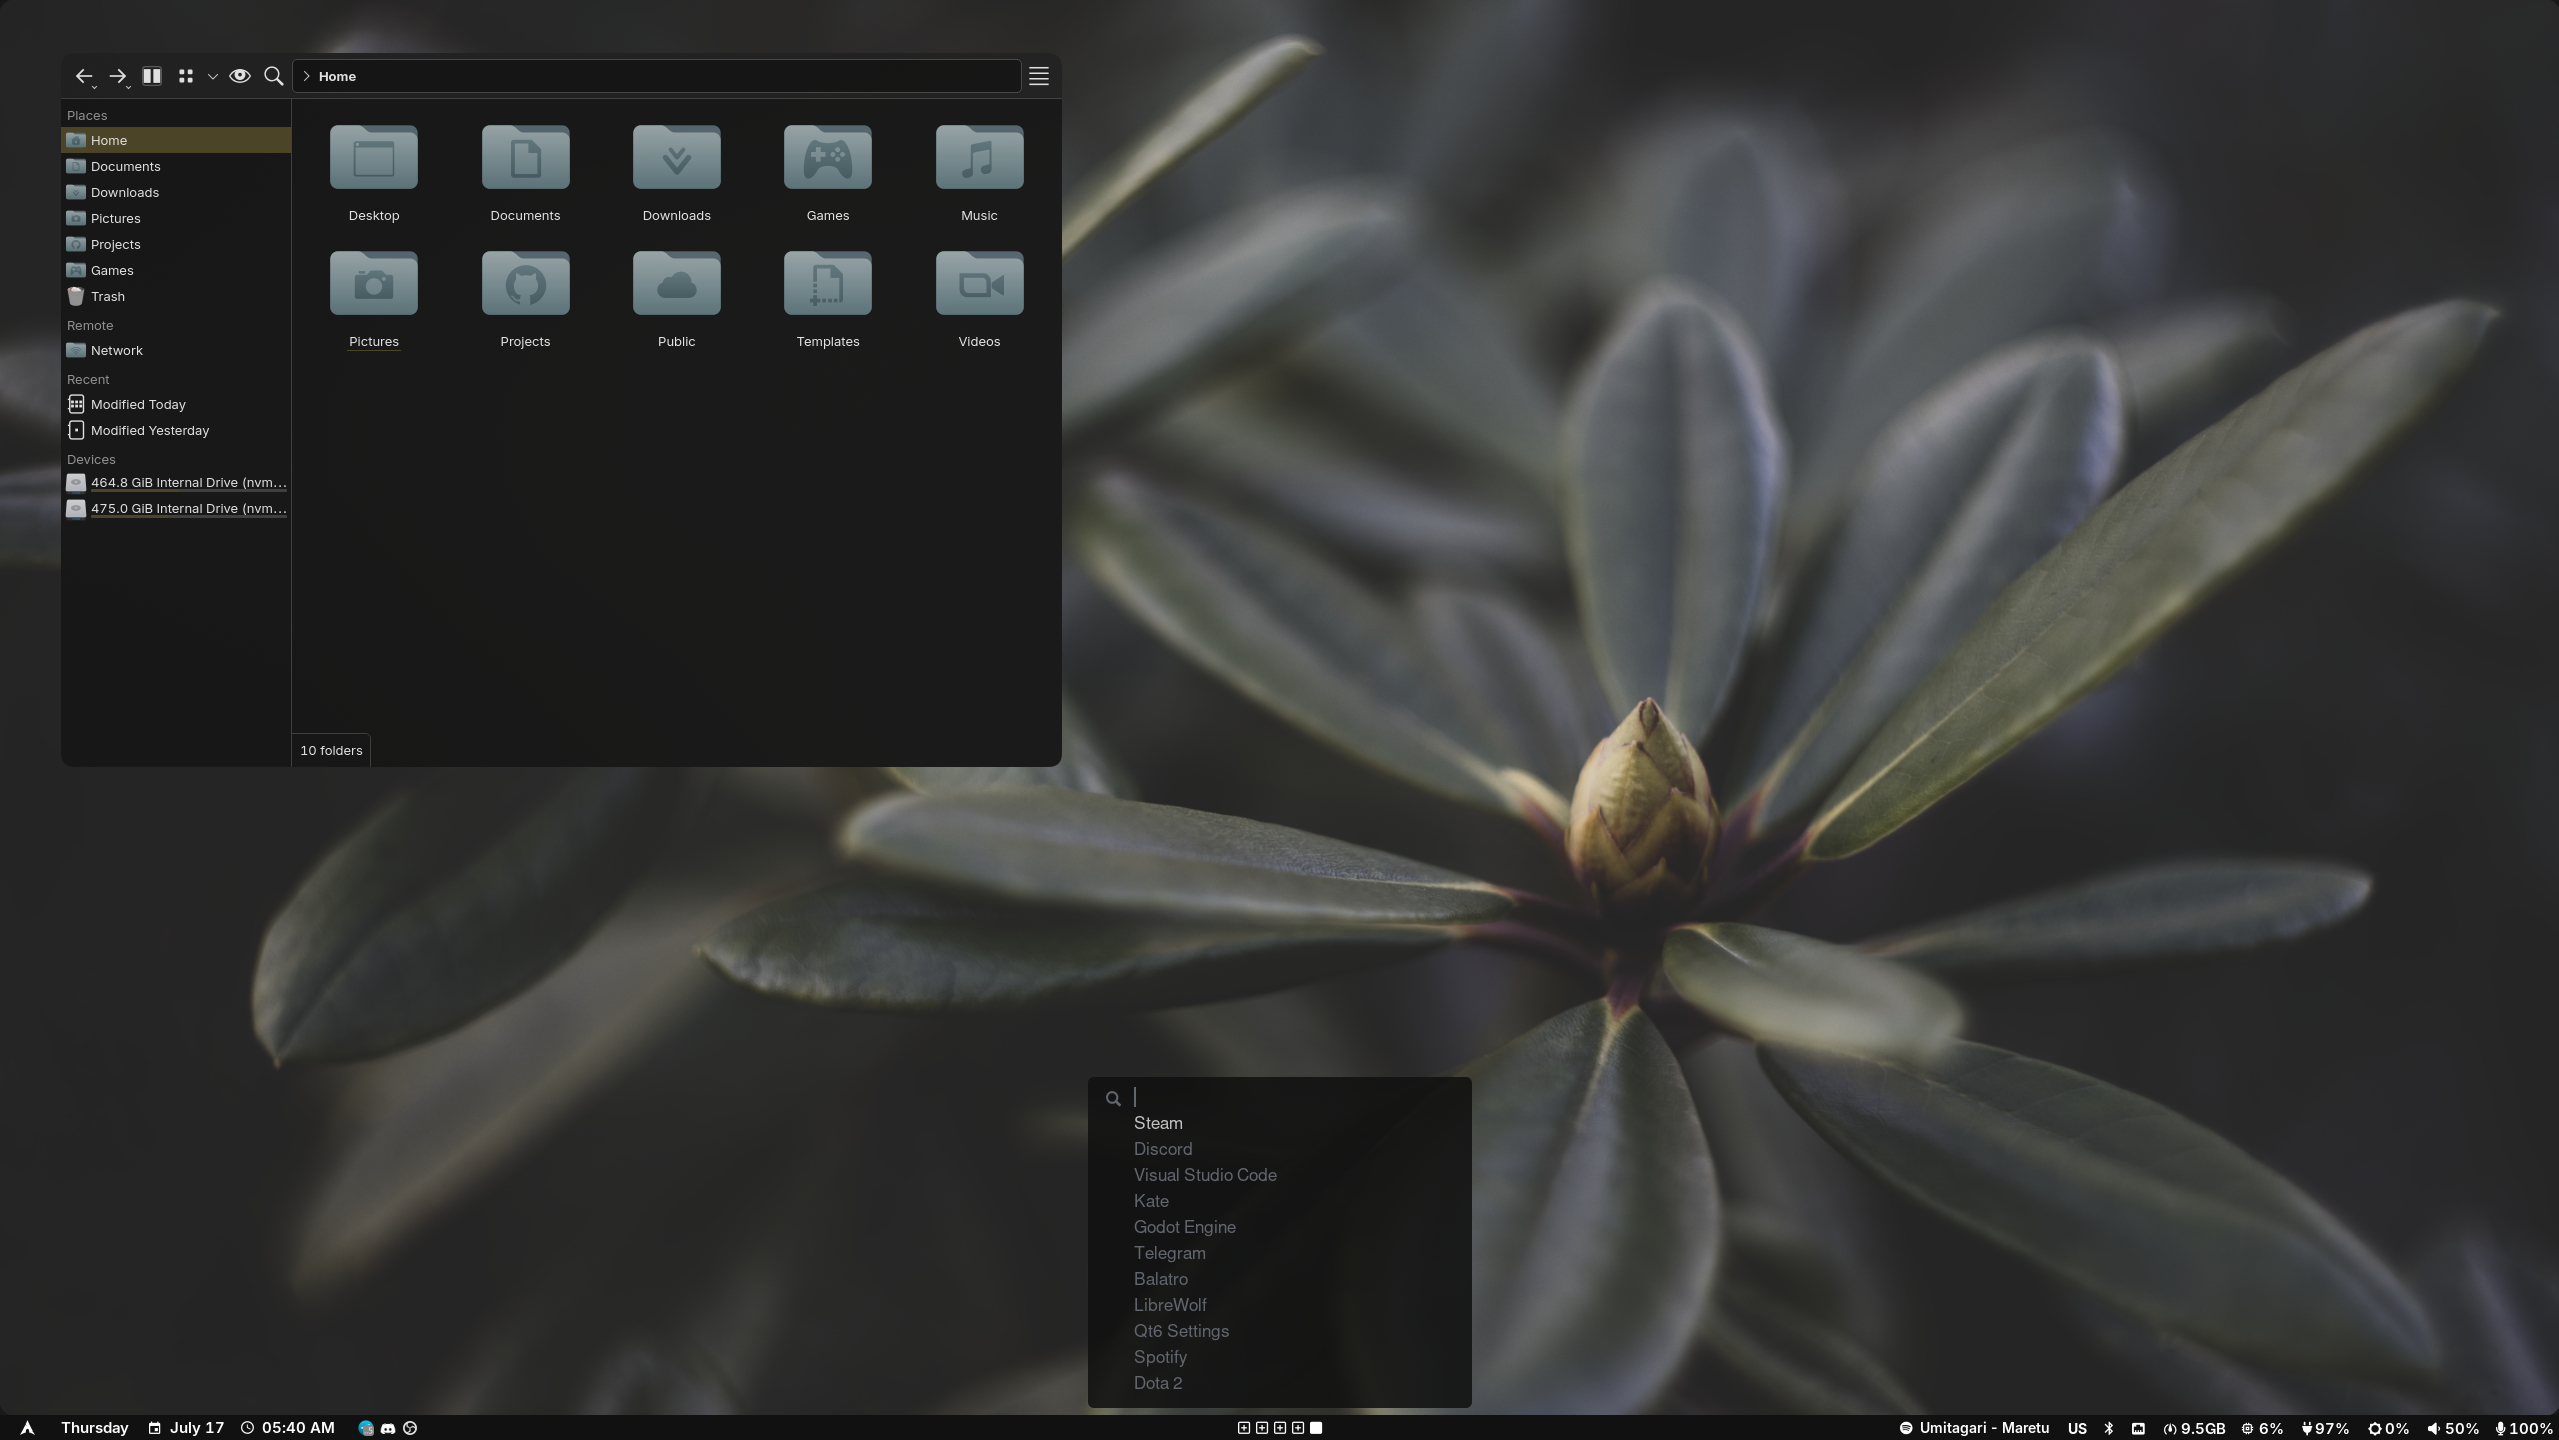 Home
Places
Home
Documents
Downloads
Pictures
Projects
Games
Trash
Remote
Network
Recent
Modified Today
Modified Yesterday
Devices
464.8 GiB Internal Drive (nvm...
475.0 GiB Internal Drive (nvm...
Desktop
Documents
Downloads
Games
Music
Pictures
Projects
Public
Templates
Videos
10 folders
Steam
Discord
Visual Studio Code
Kate
Godot Engine
Telegram
Balatro
LibreWolf
Qt6 Settings
Spotify
Dota 2
Thursday July 17 05:40 AM
Umitagari - Maretu US 9.5GB 6% 97% 0% 50% 100%